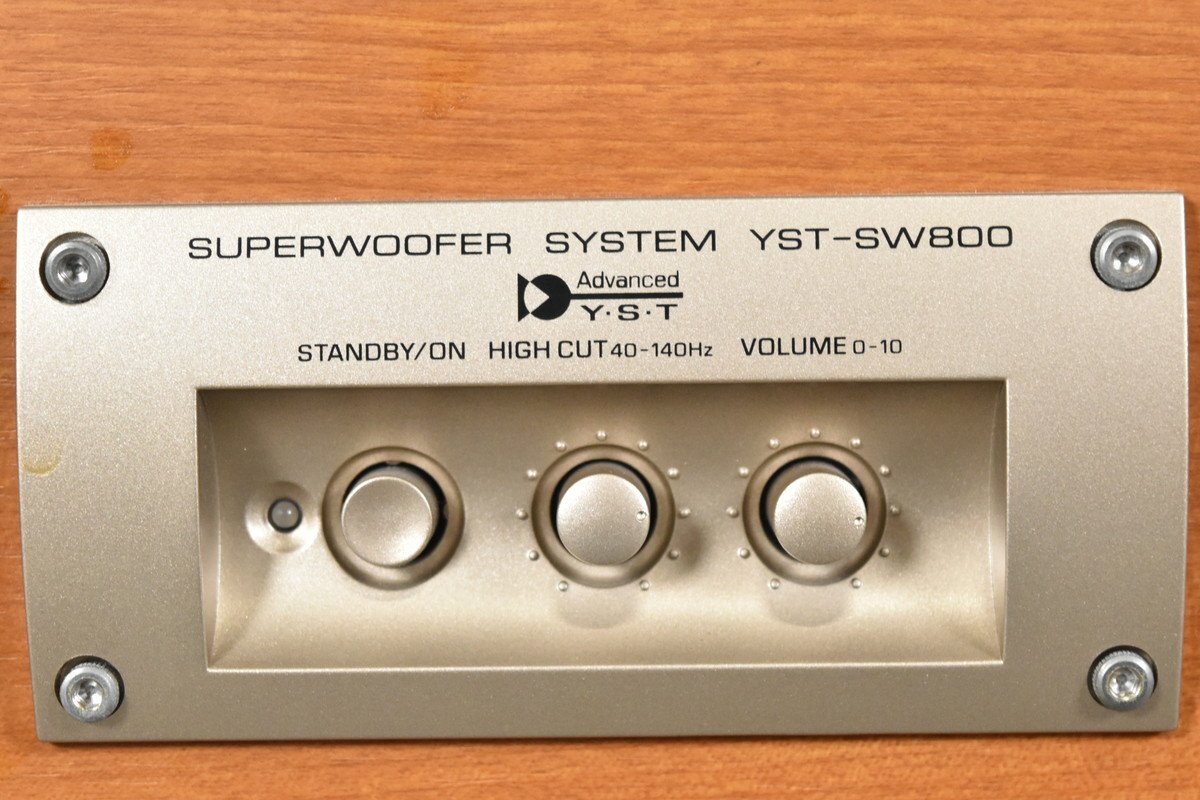 SUPERWOOFER SYSTEM YST-SW800
Advanced
Y·S·T
STANDBY/ON HIGH CUT 40-140Hz VOLUME 0-10